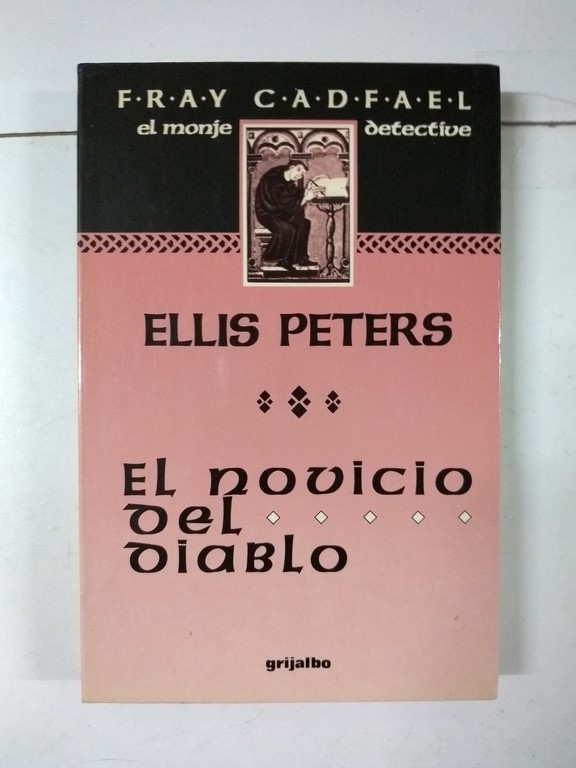 F·R·A·Y C·A·D·F·A·E·L
el monje detective
ELLIS PETERS
El novicio
del
diablo
grijalbo